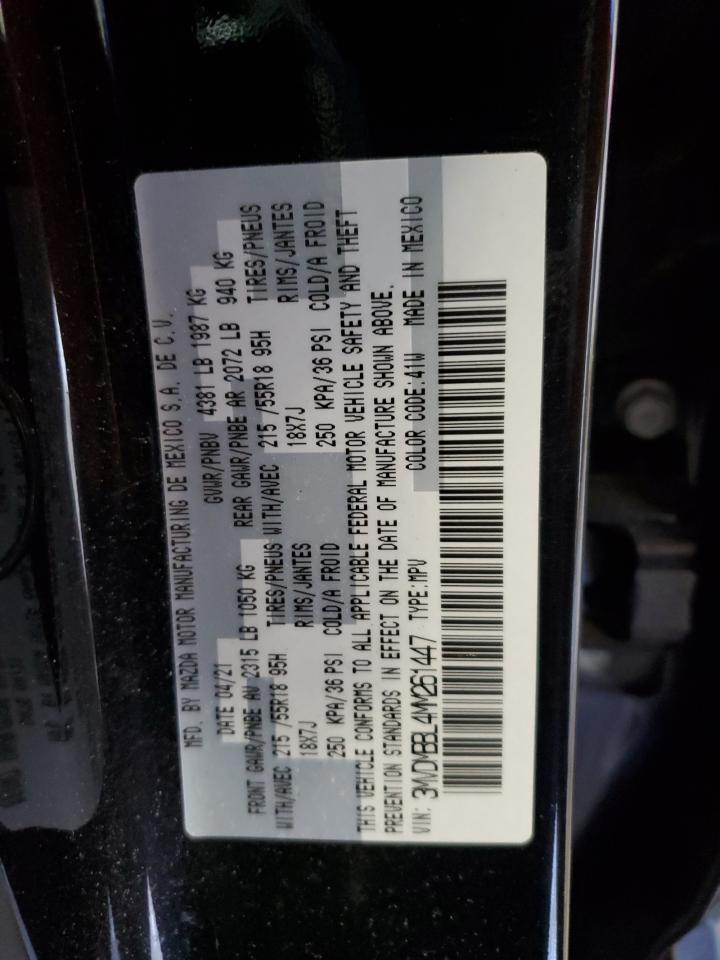 MFD. BY MAZDA MOTOR MANUFACTURING DE MEXICO S.A. DE C.V.
DATE 04/21 GVWR/PNBV 4381 LB 1987 KG
FRONT GAWR/PNBE AV 2315 LB 1050 KG REAR GAWR/PNBE AR 2072 LB 940 KG
WITH/AVEC 215 /55R18 95H TIRES/PNEUS WITH/AVEC 215 /55R18 95H TIRES/PNEUS
18X7J RIMS/JANTES 18X7J RIMS/JANTES
250 KPA/36 PSI COLD/A FROID 250 KPA/36 PSI COLD/A FROID
THIS VEHICLE CONFORMS TO ALL APPLICABLE FEDERAL MOTOR VEHICLE SAFETY AND THEFT
PREVENTION STANDARDS IN EFFECT ON THE DATE OF MANUFACTURE SHOWN ABOVE.
VIN: 3MVDMBBL4MM261447 TYPE:MPV COLOR CODE:41W MADE IN MEXICO